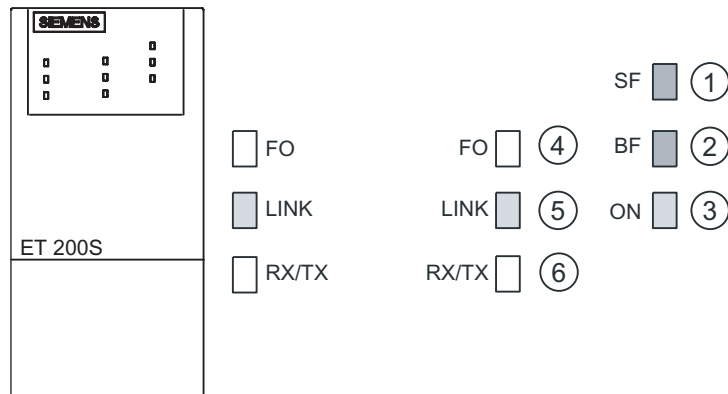 SIEMENS
SF 1
FO FO 4 BF 2
LINK LINK 5 ON 3
ET 200S
RX/TX RX/TX 6